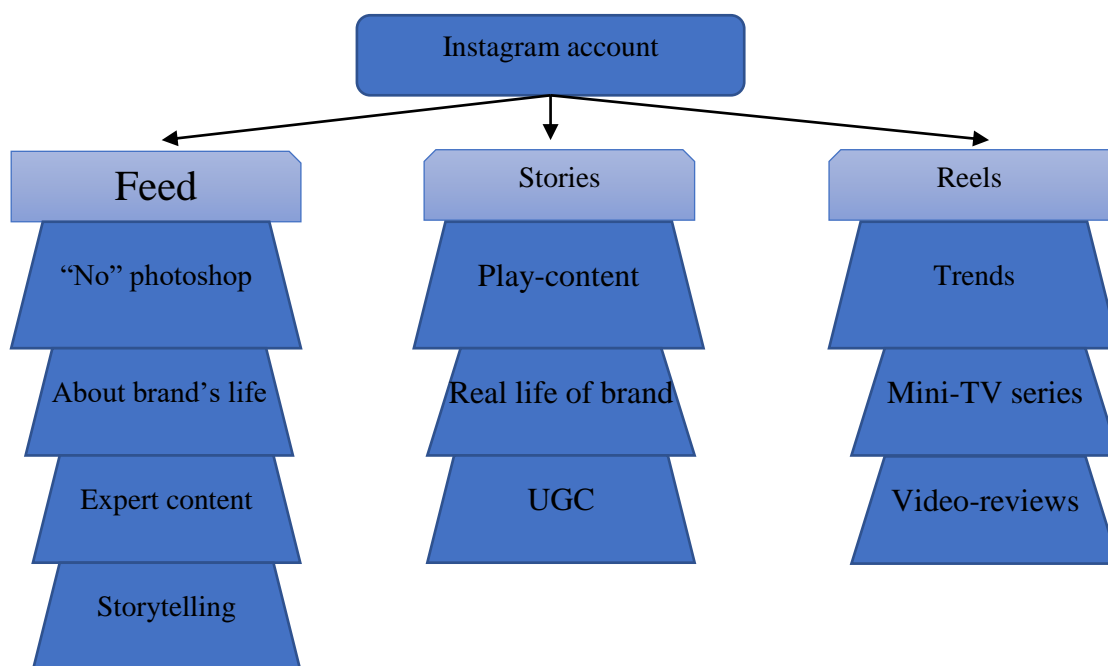 Instagram account
Feed
“No” photoshop
About brand’s life
Expert content
Storytelling
Stories
Play-content
Real life of brand
UGC
Reels
Trends
Mini-TV series
Video-reviews